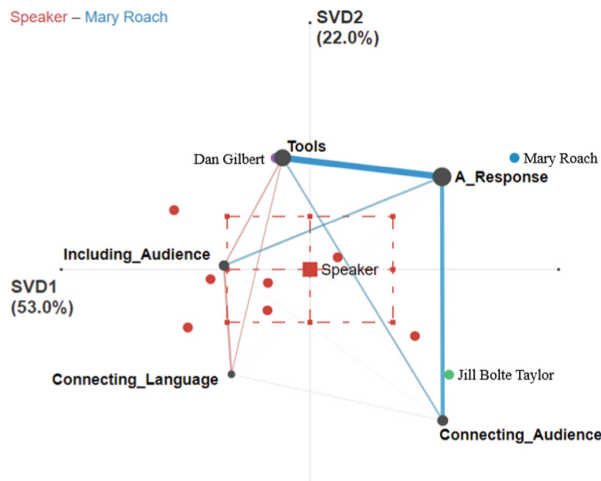 Speaker – Mary Roach
SVD2
(22.0%)
Tools
Dan Gilbert
Mary Roach
A_Response
Including_Audience
Speaker
SVD1
(53.0%)
Connecting_Language
Jill Bolte Taylor
Connecting_Audience